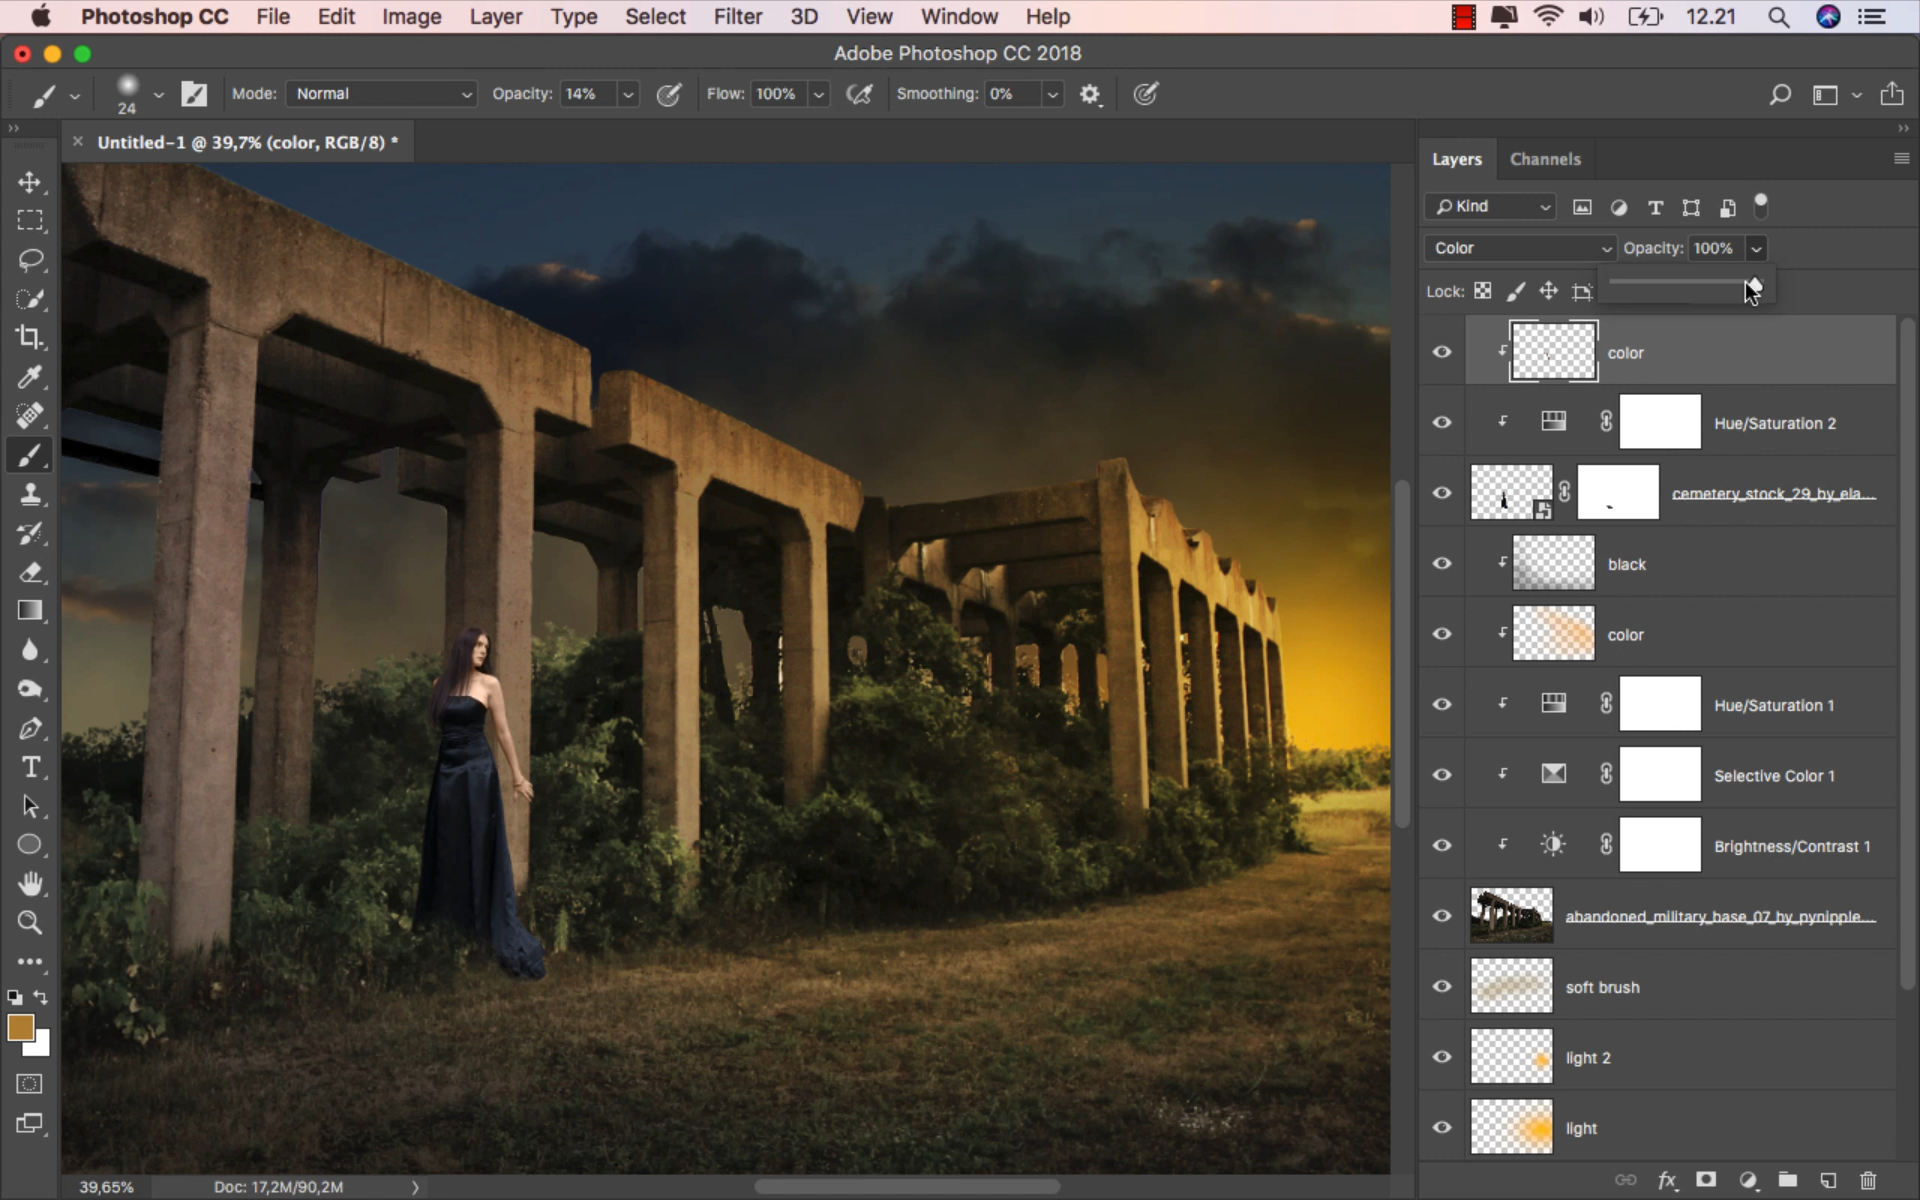 Photoshop CC File Edit Image Layer Type Select Filter 3D View Window Help 12.21
Adobe Photoshop CC 2018
24 Mode: Normal Opacity: 14% Flow: 100% Smoothing: 0%
× Untitled-1 @ 39,7% (color, RGB/8) *
Layers Channels
Kind
Color Opacity: 100%
Lock:
color
Hue/Saturation 2
cemetery_stock_29_by_ela...
black
color
Hue/Saturation 1
Selective Color 1
Brightness/Contrast 1
abandoned_military_base_07_by_pynipple...
soft brush
light 2
light
39,65% Doc: 17,2M/90,2M